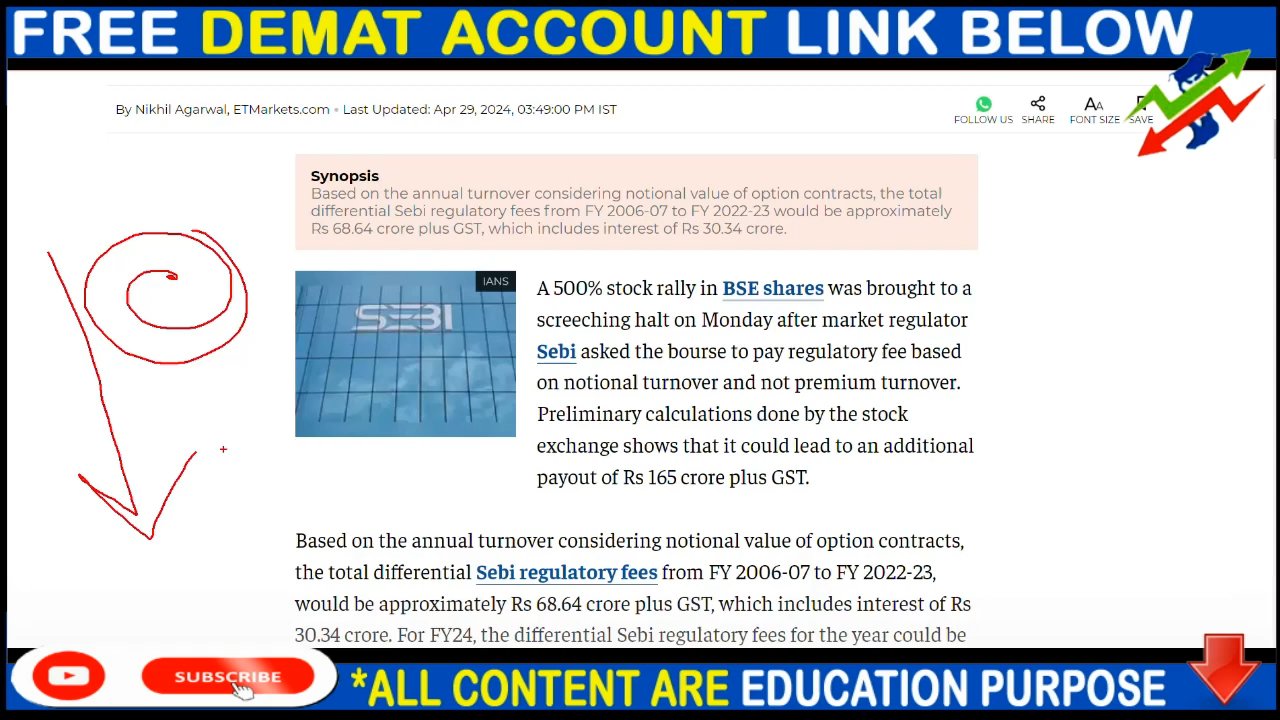 FREE DEMAT ACCOUNT LINK BELOW
By Nikhil Agarwal, ETMarkets.com • Last Updated: Apr 29, 2024, 03:49:00 PM IST
FOLLOW US SHARE FONT SIZE SAVE
Synopsis
Based on the annual turnover considering notional value of option contracts, the total
differential Sebi regulatory fees from FY 2006-07 to FY 2022-23 would be approximately
Rs 68.64 crore plus GST, which includes interest of Rs 30.34 crore.
IANS
SEBI
A 500% stock rally in BSE shares was brought to a
screeching halt on Monday after market regulator
Sebi asked the bourse to pay regulatory fee based
on notional turnover and not premium turnover.
Preliminary calculations done by the stock
exchange shows that it could lead to an additional
payout of Rs 165 crore plus GST.
Based on the annual turnover considering notional value of option contracts,
the total differential Sebi regulatory fees from FY 2006-07 to FY 2022-23,
would be approximately Rs 68.64 crore plus GST, which includes interest of Rs
30.34 crore. For FY24, the differential Sebi regulatory fees for the year could be
SUBSCRIBE
*ALL CONTENT ARE EDUCATION PURPOSE